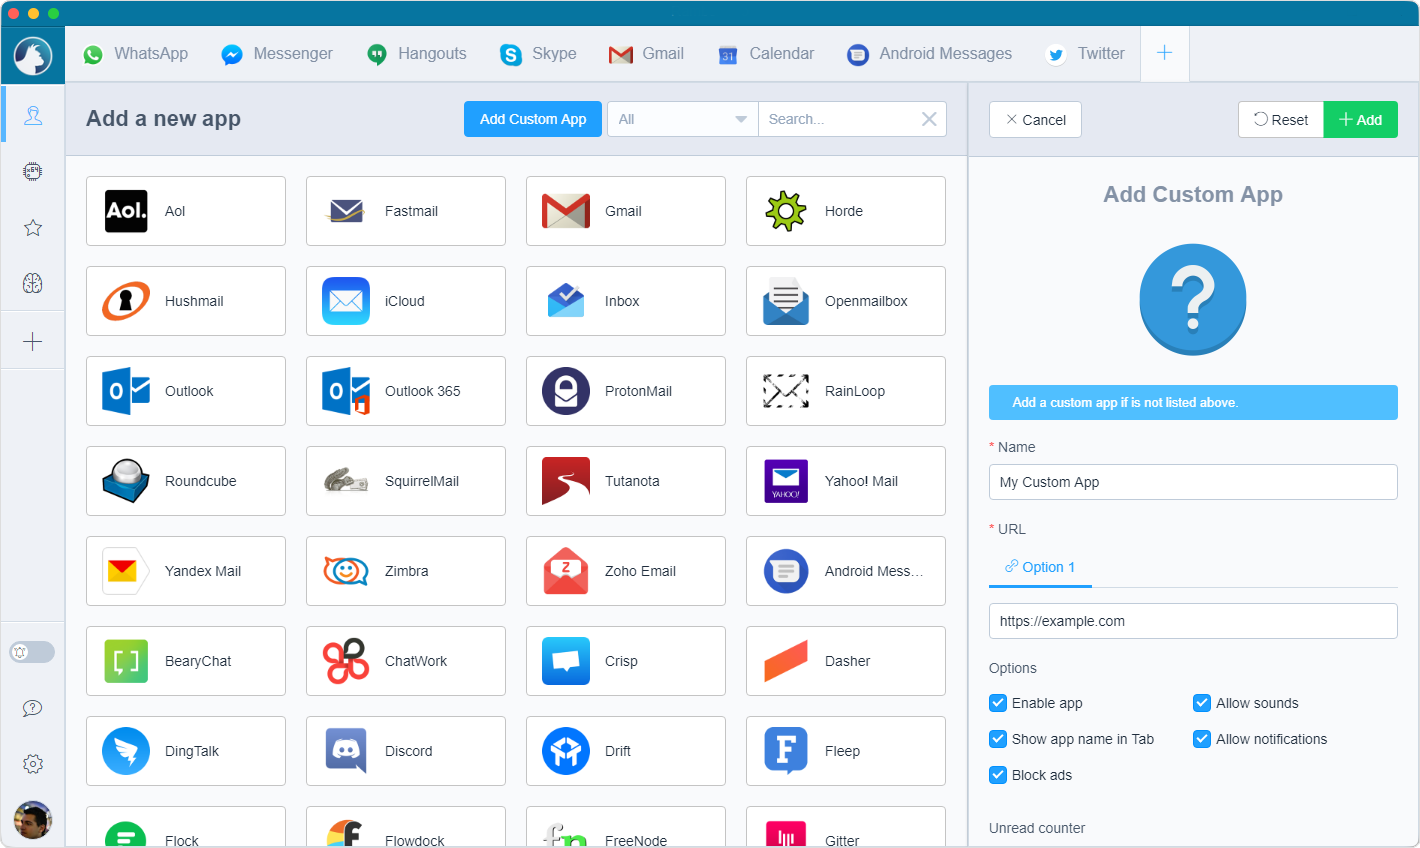 WhatsApp
Messenger
Hangouts
Skype
Gmail
31
Calendar
Android Messages
Twitter
Add a new app
Add Custom App
All
Search...
Cancel
Reset
Add
x64
Aol.
Aol
Fastmail
Gmail
Horde
Hushmail
iCloud
Inbox
Openmailbox
O
Outlook
O
Outlook 365
ProtonMail
RainLoop
Roundcube
SquirrelMail
Tutanota
YAHOO!
Yahoo! Mail
Yandex Mail
Zimbra
Z
Zoho Email
Android Mess...
BearyChat
ChatWork
Crisp
Dasher
DingTalk
Discord
Drift
F
Fleep
Flock
Flowdock
fn
FreeNode
Gitter
Add Custom App
?
Add a custom app if is not listed above.
* Name
My Custom App
* URL
Option 1
https://example.com
Options
Enable app
Allow sounds
Show app name in Tab
Allow notifications
Block ads
Unread counter